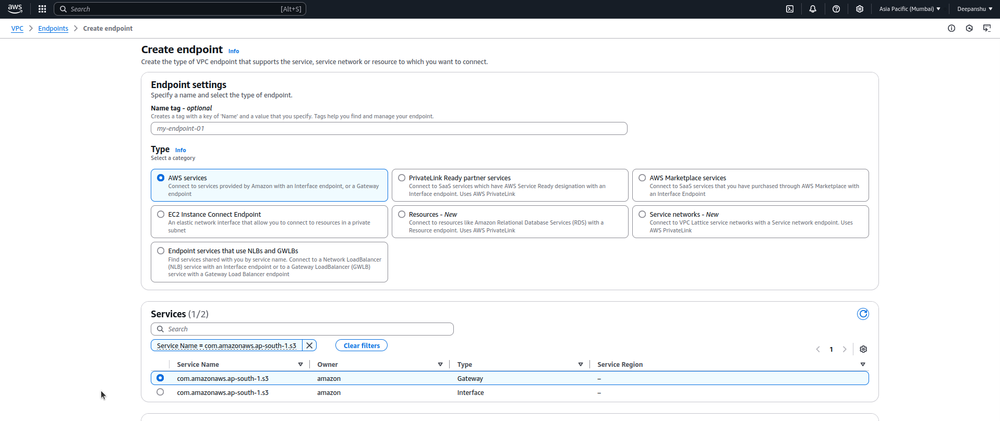 aws
Search [Alt+S]
Asia Pacific (Mumbai)
Deepanshu
VPC > Endpoints > Create endpoint
Create endpoint Info
Create the type of VPC endpoint that supports the service, service network or resource to which you want to connect.
Endpoint settings
Specify a name and select the type of endpoint.
Name tag - optional
Creates a tag with a key of 'Name' and a value that you specify. Tags help you find and manage your endpoint.
my-endpoint-01
Type Info
Select a category
AWS services
Connect to services provided by Amazon with an Interface endpoint, or a Gateway
endpoint
PrivateLink Ready partner services
Connect to SaaS services which have AWS Service Ready designation with an
Interface endpoint. Uses AWS PrivateLink
AWS Marketplace services
Connect to SaaS services that you have purchased through AWS Marketplace with
an Interface Endpoint
EC2 Instance Connect Endpoint
An elastic network interface that allow you to connect to resources in a private
subnet
Resources - New
Connect to resources like Amazon Relational Database Services (RDS) with a
Resource endpoint. Uses AWS PrivateLink
Service networks - New
Connect to VPC Lattice service networks with a Service network endpoint. Uses
AWS PrivateLink
Endpoint services that use NLBs and GWLBs
Find services shared with you by service name. Connect to a Network LoadBalancer
(NLB) service with an Interface endpoint or to a Gateway LoadBalancer (GWLB)
service with a Gateway Load Balancer endpoint
Services (1/2)
Search
Service Name = com.amazonaws.ap-south-1.s3
Clear filters
1
Service Name Owner Type Service Region
com.amazonaws.ap-south-1.s3 amazon Gateway –
com.amazonaws.ap-south-1.s3 amazon Interface –